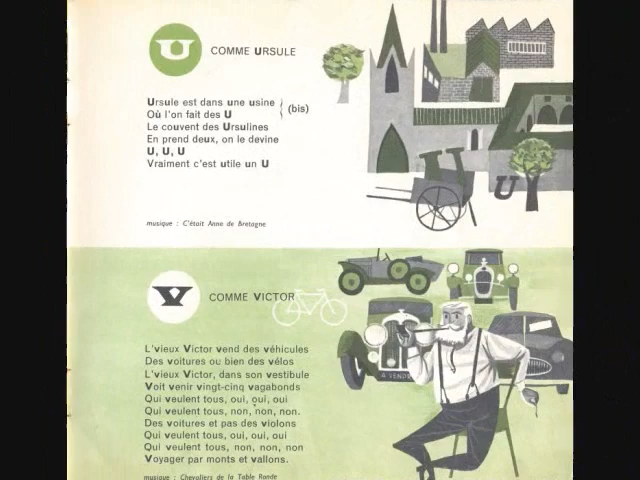 U
COMME URSULE
Ursule est dans une usine
Où l'on fait des U
(bis)
Le couvent des Ursulines
En prend deux, on le devine
U, U, U
Vraiment c'est utile un U
musique : C'était Anne de Bretagne
U
U
V
COMME VICTOR
L'vieux Victor vend des véhicules
Des voitures ou bien des vélos
L'vieux Victor, dans son vestibule
Voit venir vingt-cinq vagabonds
Qui veulent tous, oui, oui, oui
Qui veulent tous, non, non, non.
Des voitures et pas des violons
Qui veulent tous, oui, oui, oui
Qui veulent tous, non, non, non
Voyager par monts et vallons.
musique : Chevaliers de la Table Ronde
A VENDRE